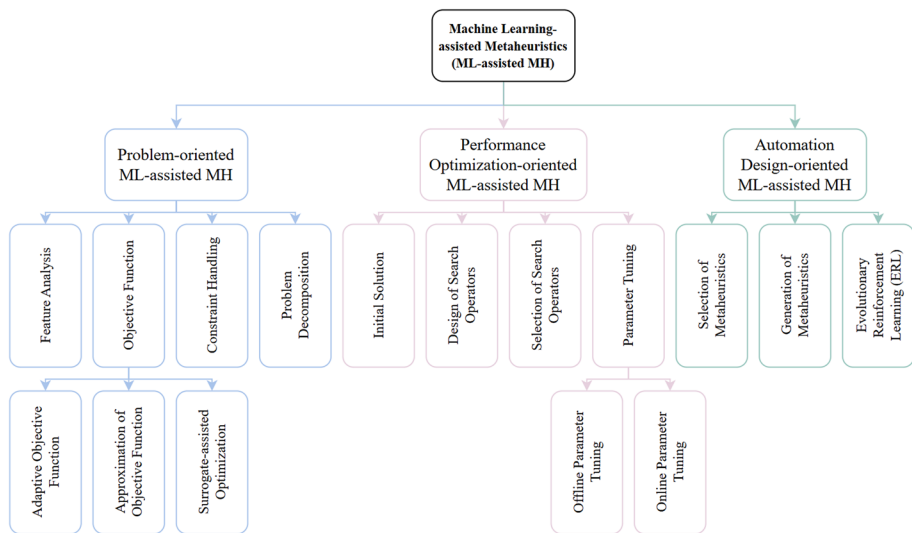 Machine Learning-
assisted Metaheuristics
(ML-assisted MH)
Problem-oriented
ML-assisted MH
Performance
Optimization-oriented
ML-assisted MH
Automation
Design-oriented
ML-assisted MH
Feature Analysis
Objective Function
Constraint Handling
Problem
Decomposition
Initial Solution
Design of Search
Operators
Selection of Search
Operators
Parameter Tuning
Selection of
Metaheuristics
Generation of
Metaheuristics
Evolutionary
Reinforcement
Learning (ERL)
Adaptive Objective
Function
Approximation of
Objective Function
Surrogate-assisted
Optimization
Offline Parameter
Tuning
Online Parameter
Tuning